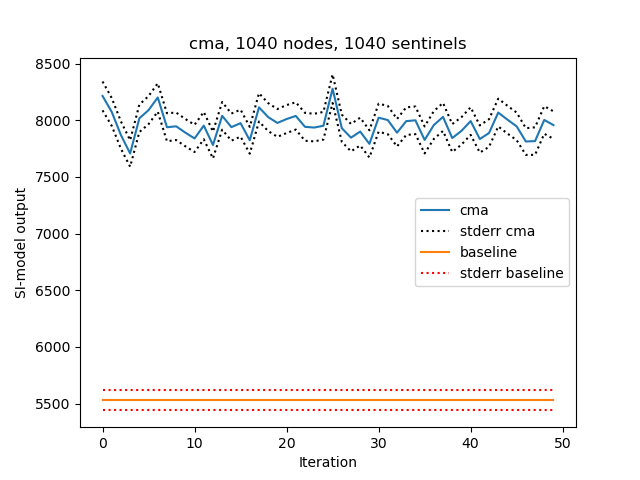 cma, 1040 nodes, 1040 sentinels
8500
8000
7500
7000
6500
6000
5500
SI-model output
cma
stderr cma
baseline
stderr baseline
0 10 20 30 40 50
Iteration